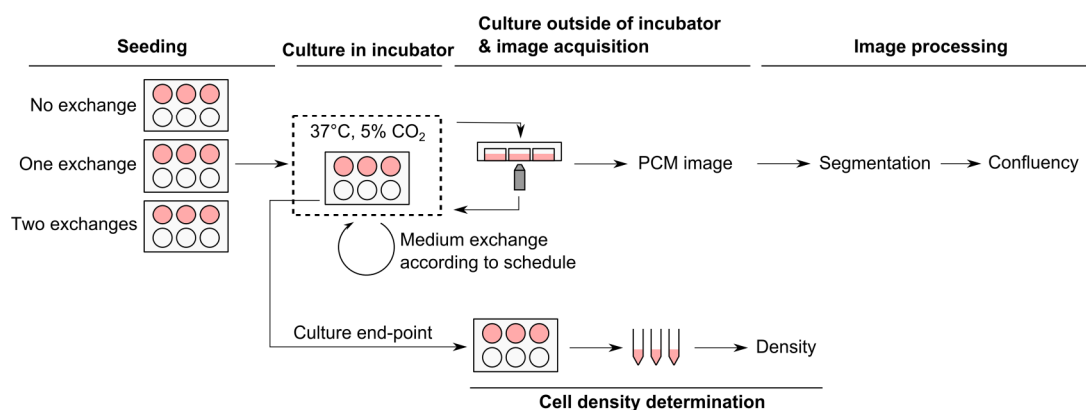 Seeding
Culture in incubator
Culture outside of incubator
& image acquisition
Image processing
No exchange
One exchange
Two exchanges
37°C, 5% CO₂
PCM image
Segmentation
Confluency
Medium exchange
according to schedule
Culture end-point
Density
Cell density determination